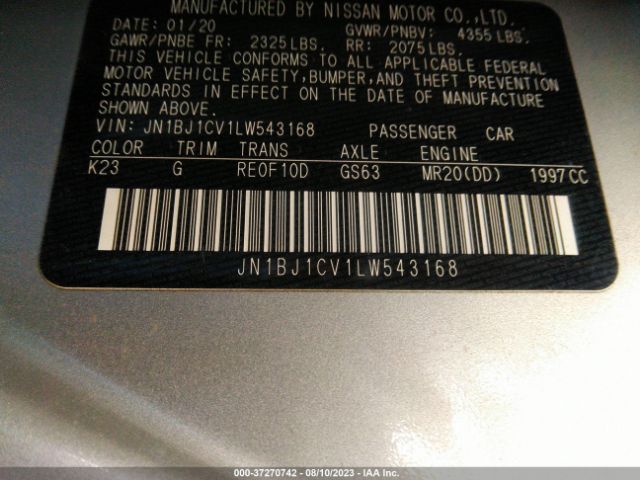 MANUFACTURED BY NISSAN MOTOR CO.,LTD.
DATE: 01/20 GVWR/PNBV: 4355 LBS.
GAWR/PNBE FR: 2325 LBS. RR: 2075 LBS.
THIS VEHICLE CONFORMS TO ALL APPLICABLE FEDERAL
MOTOR VEHICLE SAFETY, BUMPER, AND THEFT PREVENTION
STANDARDS IN EFFECT ON THE DATE OF MANUFACTURE
SHOWN ABOVE.
VIN: JN1BJ1CV1LW543168 PASSENGER CAR
COLOR TRIM TRANS AXLE ENGINE
K23 G RE0F10D GS63 MR20(DD) 1997CC
JN1BJ1CV1LW543168
000-37270742 - 08/10/2023 - IAA Inc.